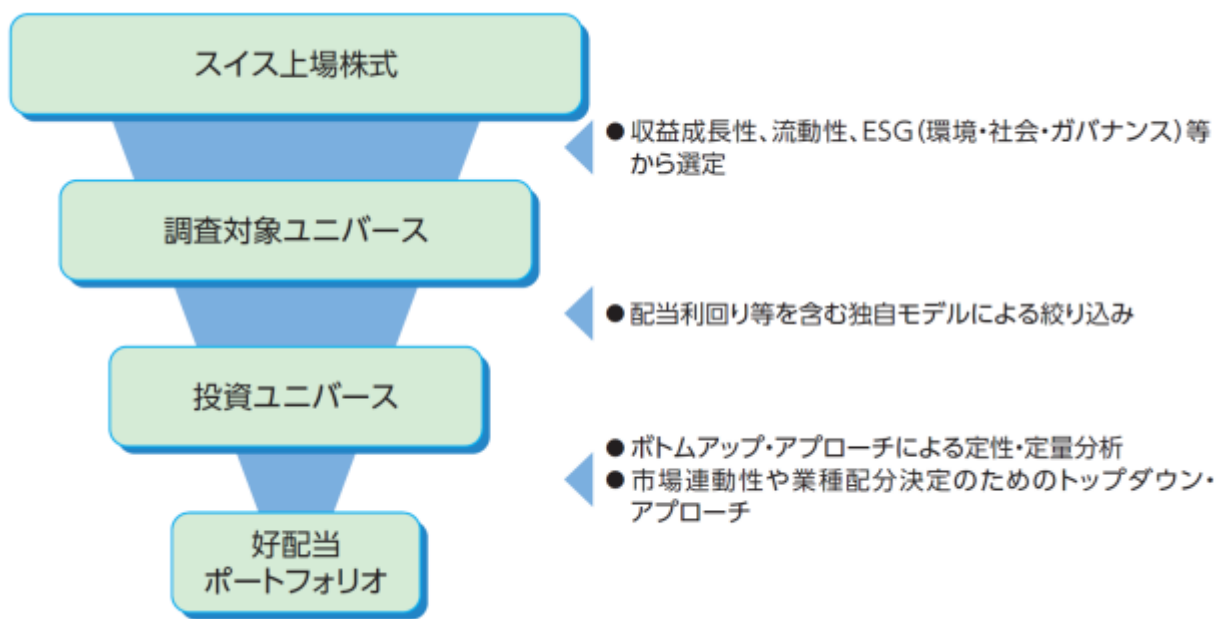 スイス上場株式
● 収益成長性、流動性、ESG(環境・社会・ガバナンス)等
から選定
調査対象ユニバース
● 配当利回り等を含む独自モデルによる絞り込み
投資ユニバース
● ボトムアップ・アプローチによる定性・定量分析
● 市場連動性や業種配分決定のためのトップダウン・
アプローチ
好配当
ポートフォリオ